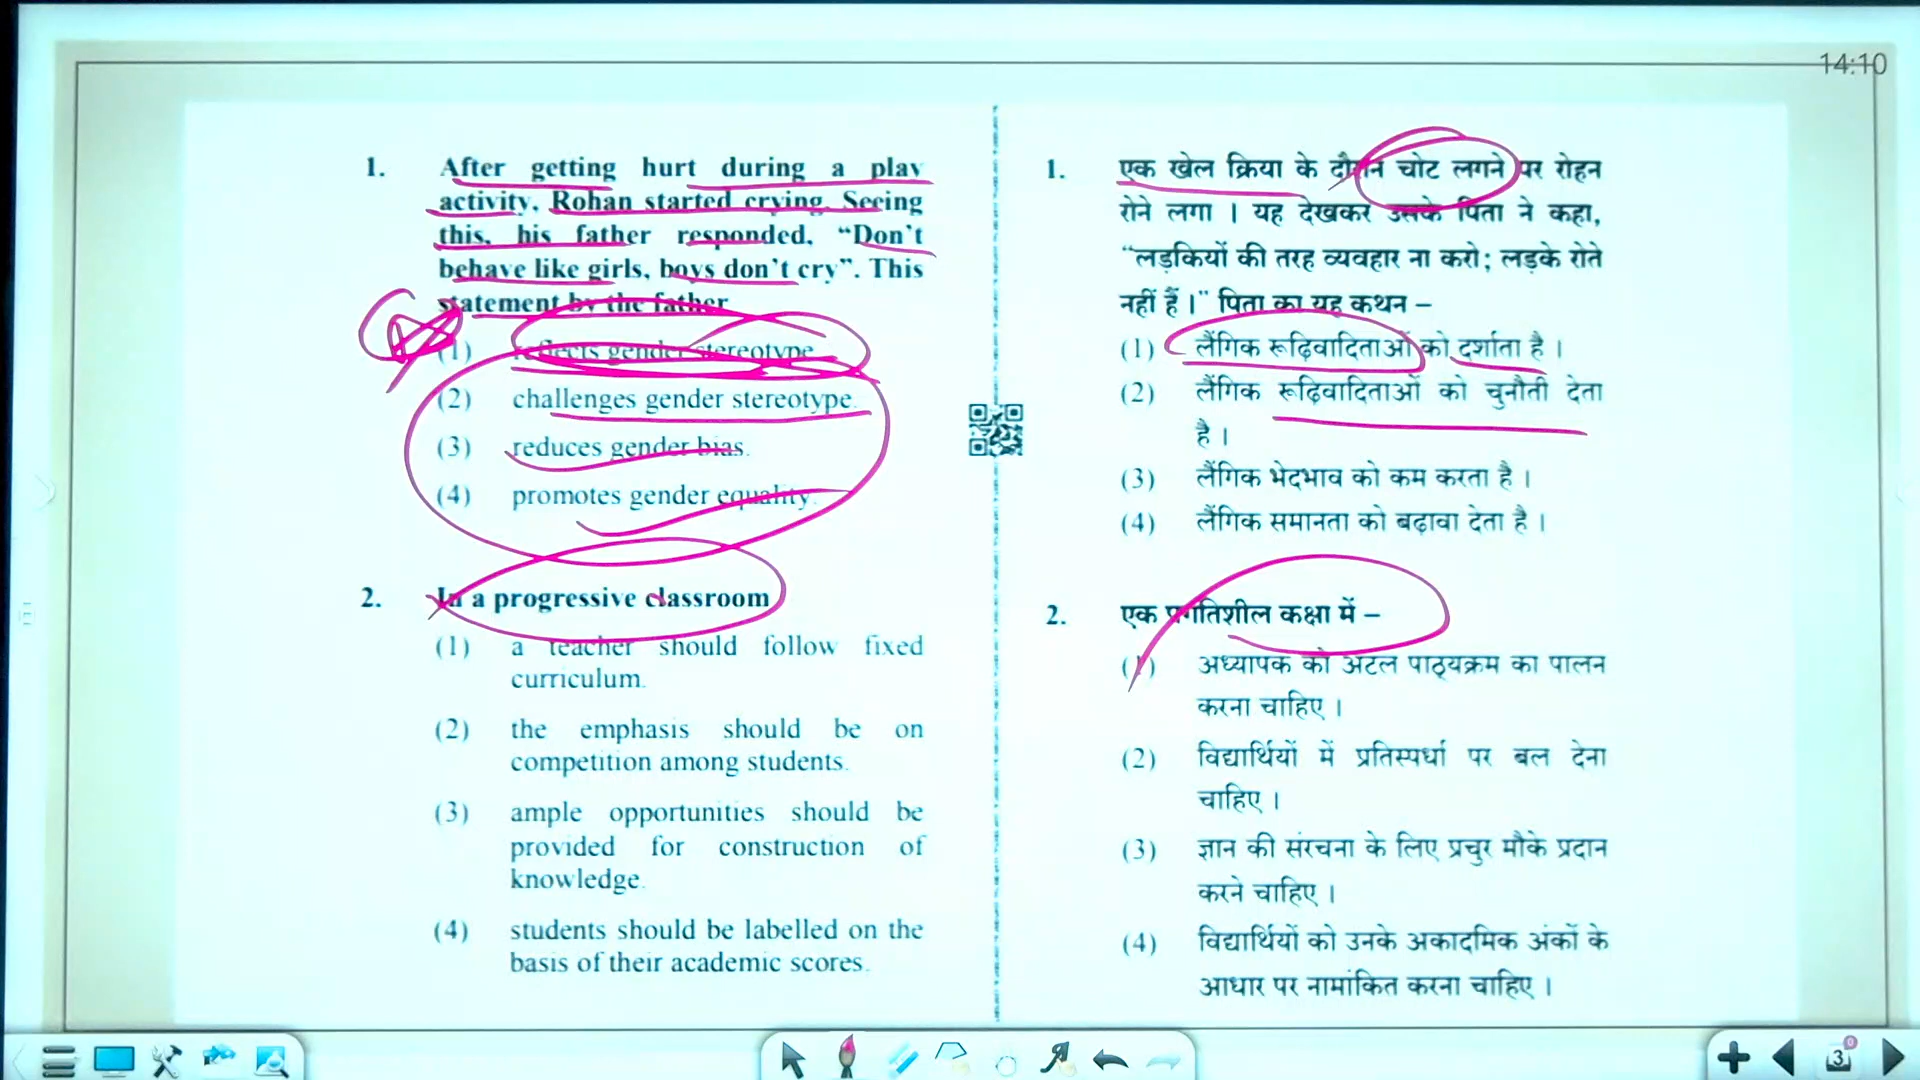 14:10
1. After getting hurt during a play
activity, Rohan started crying. Seeing
this, his father responded, “Don’t
behave like girls, boys don’t cry”. This
statement by the father
(1) reflects gender stereotype.
(2) challenges gender stereotype.
(3) reduces gender bias.
(4) promotes gender equality.
2. In a progressive classroom
(1) a teacher should follow fixed
curriculum.
(2) the emphasis should be on
competition among students.
(3) ample opportunities should be
provided for construction of
knowledge.
(4) students should be labelled on the
basis of their academic scores.
1. एक खेल क्रिया के दौरान चोट लगने पर रोहन
रोने लगा । यह देखकर उसके पिता ने कहा,
“लड़कियों की तरह व्यवहार ना करो; लड़के रोते
नहीं हैं ।” पिता का यह कथन –
(1) लैंगिक रूढ़िवादिताओं को दर्शाता है ।
(2) लैंगिक रूढ़िवादिताओं को चुनौती देता
है ।
(3) लैंगिक भेदभाव को कम करता है ।
(4) लैंगिक समानता को बढ़ावा देता है ।
2. एक प्रगतिशील कक्षा में –
(1) अध्यापक को अटल पाठ्यक्रम का पालन
करना चाहिए ।
(2) विद्यार्थियों में प्रतिस्पर्धा पर बल देना
चाहिए ।
(3) ज्ञान की संरचना के लिए प्रचुर मौके प्रदान
करने चाहिए ।
(4) विद्यार्थियों को उनके अकादमिक अंकों के
आधार पर नामांकित करना चाहिए ।
3
0